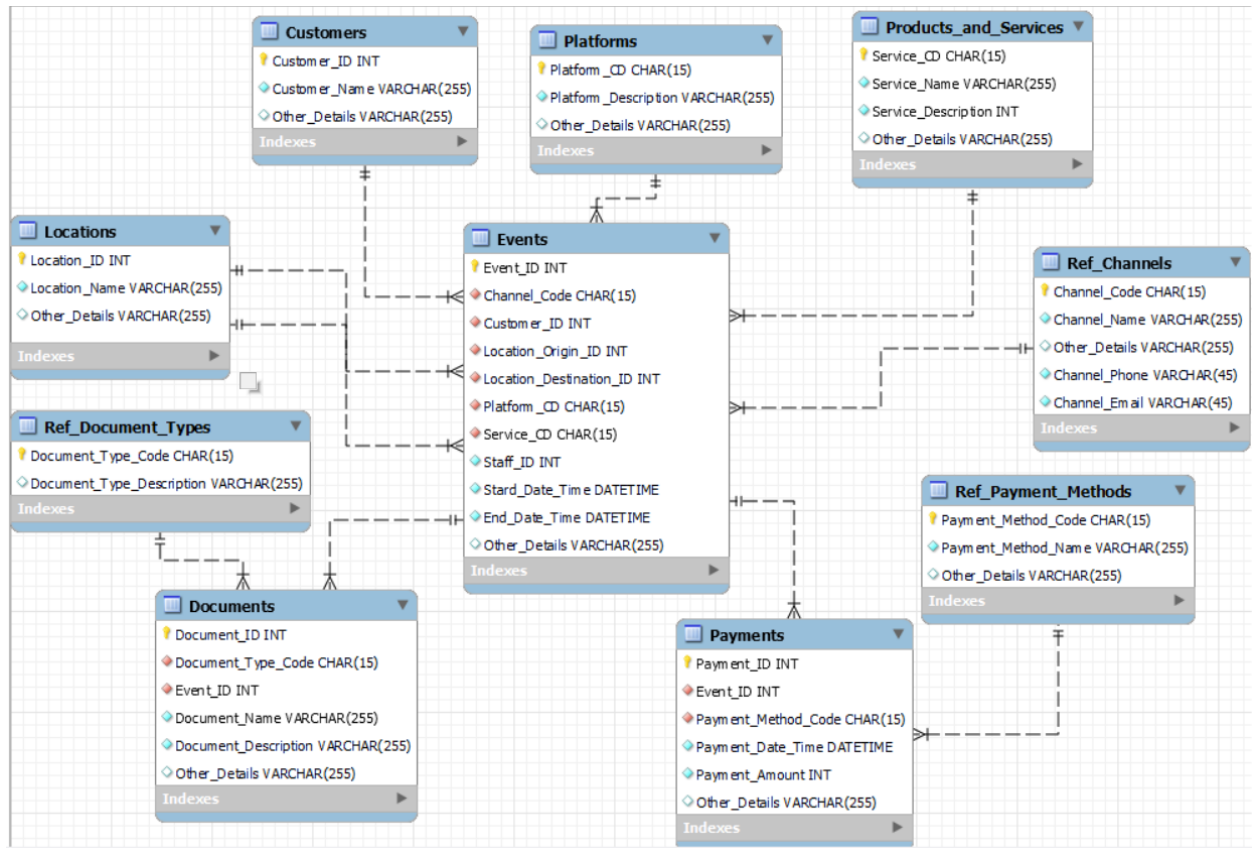 Customers
Customer_ID INT
Customer_Name VARCHAR(255)
Other_Details VARCHAR(255)
Indexes
Platforms
Platform_CD CHAR(15)
Platform_Description VARCHAR(255)
Other_Details VARCHAR(255)
Indexes
Products_and_Services
Service_CD CHAR(15)
Service_Name VARCHAR(255)
Service_Description INT
Other_Details VARCHAR(255)
Indexes
Locations
Location_ID INT
Location_Name VARCHAR(255)
Other_Details VARCHAR(255)
Indexes
Events
Event_ID INT
Channel_Code CHAR(15)
Customer_ID INT
Location_Origin_ID INT
Location_Destination_ID INT
Platform_CD CHAR(15)
Service_CD CHAR(15)
Staff_ID INT
Stard_Date_Time DATETIME
End_Date_Time DATETIME
Other_Details VARCHAR(255)
Indexes
Ref_Channels
Channel_Code CHAR(15)
Channel_Name VARCHAR(255)
Other_Details VARCHAR(255)
Channel_Phone VARCHAR(45)
Channel_Email VARCHAR(45)
Indexes
Ref_Document_Types
Document_Type_Code CHAR(15)
Document_Type_Description VARCHAR(255)
Indexes
Ref_Payment_Methods
Payment_Method_Code CHAR(15)
Payment_Method_Name VARCHAR(255)
Other_Details VARCHAR(255)
Indexes
Documents
Document_ID INT
Document_Type_Code CHAR(15)
Event_ID INT
Document_Name VARCHAR(255)
Document_Description VARCHAR(255)
Other_Details VARCHAR(255)
Indexes
Payments
Payment_ID INT
Event_ID INT
Payment_Method_Code CHAR(15)
Payment_Date_Time DATETIME
Payment_Amount INT
Other_Details VARCHAR(255)
Indexes